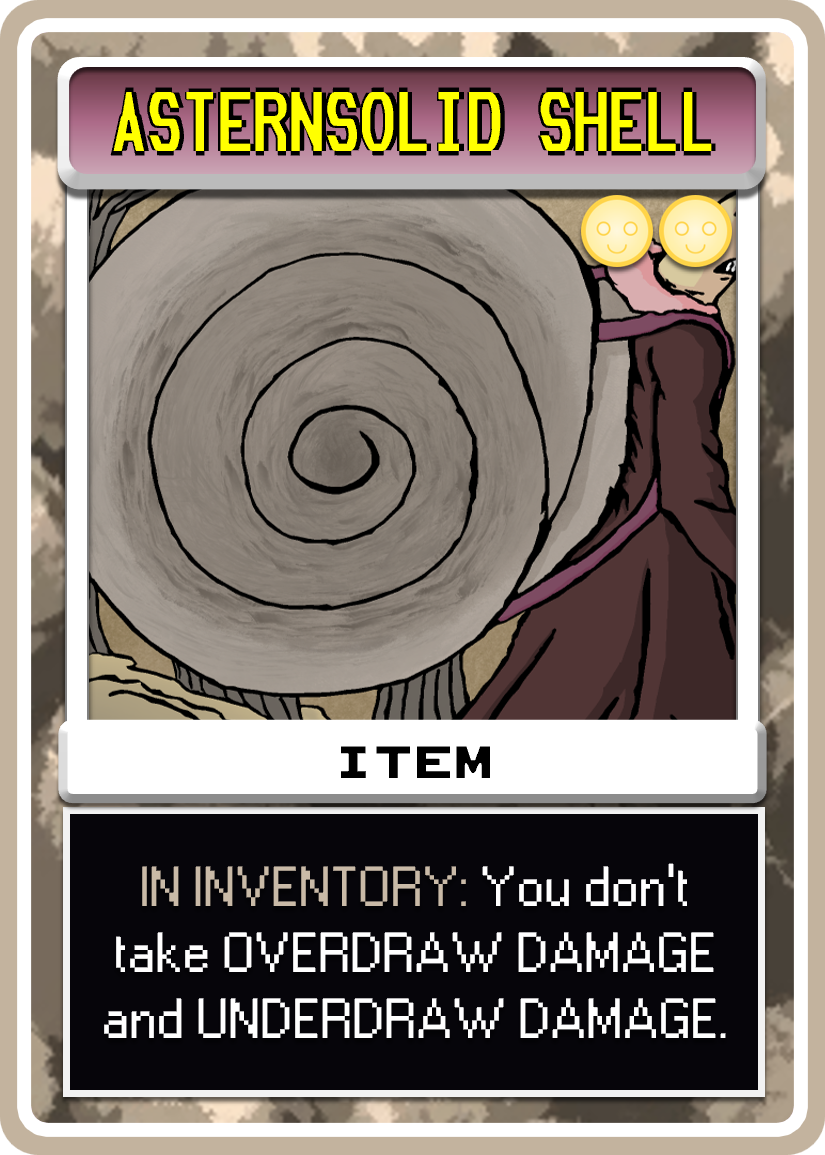 ASTERNSOLID SHELL
ITEM
IN INVENTORY: You don't
take OVERDRAW DAMAGE
and UNDERDRAW DAMAGE.